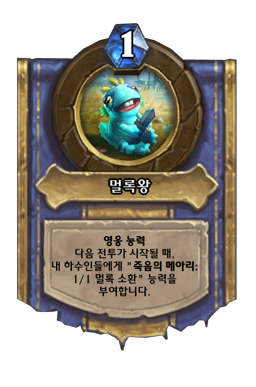 1
멀록왕
영웅 능력
다음 전투가 시작될 때,
내 하수인들에게 "죽음의 메아리:
1/1 멀록 소환" 능력을
부여합니다.